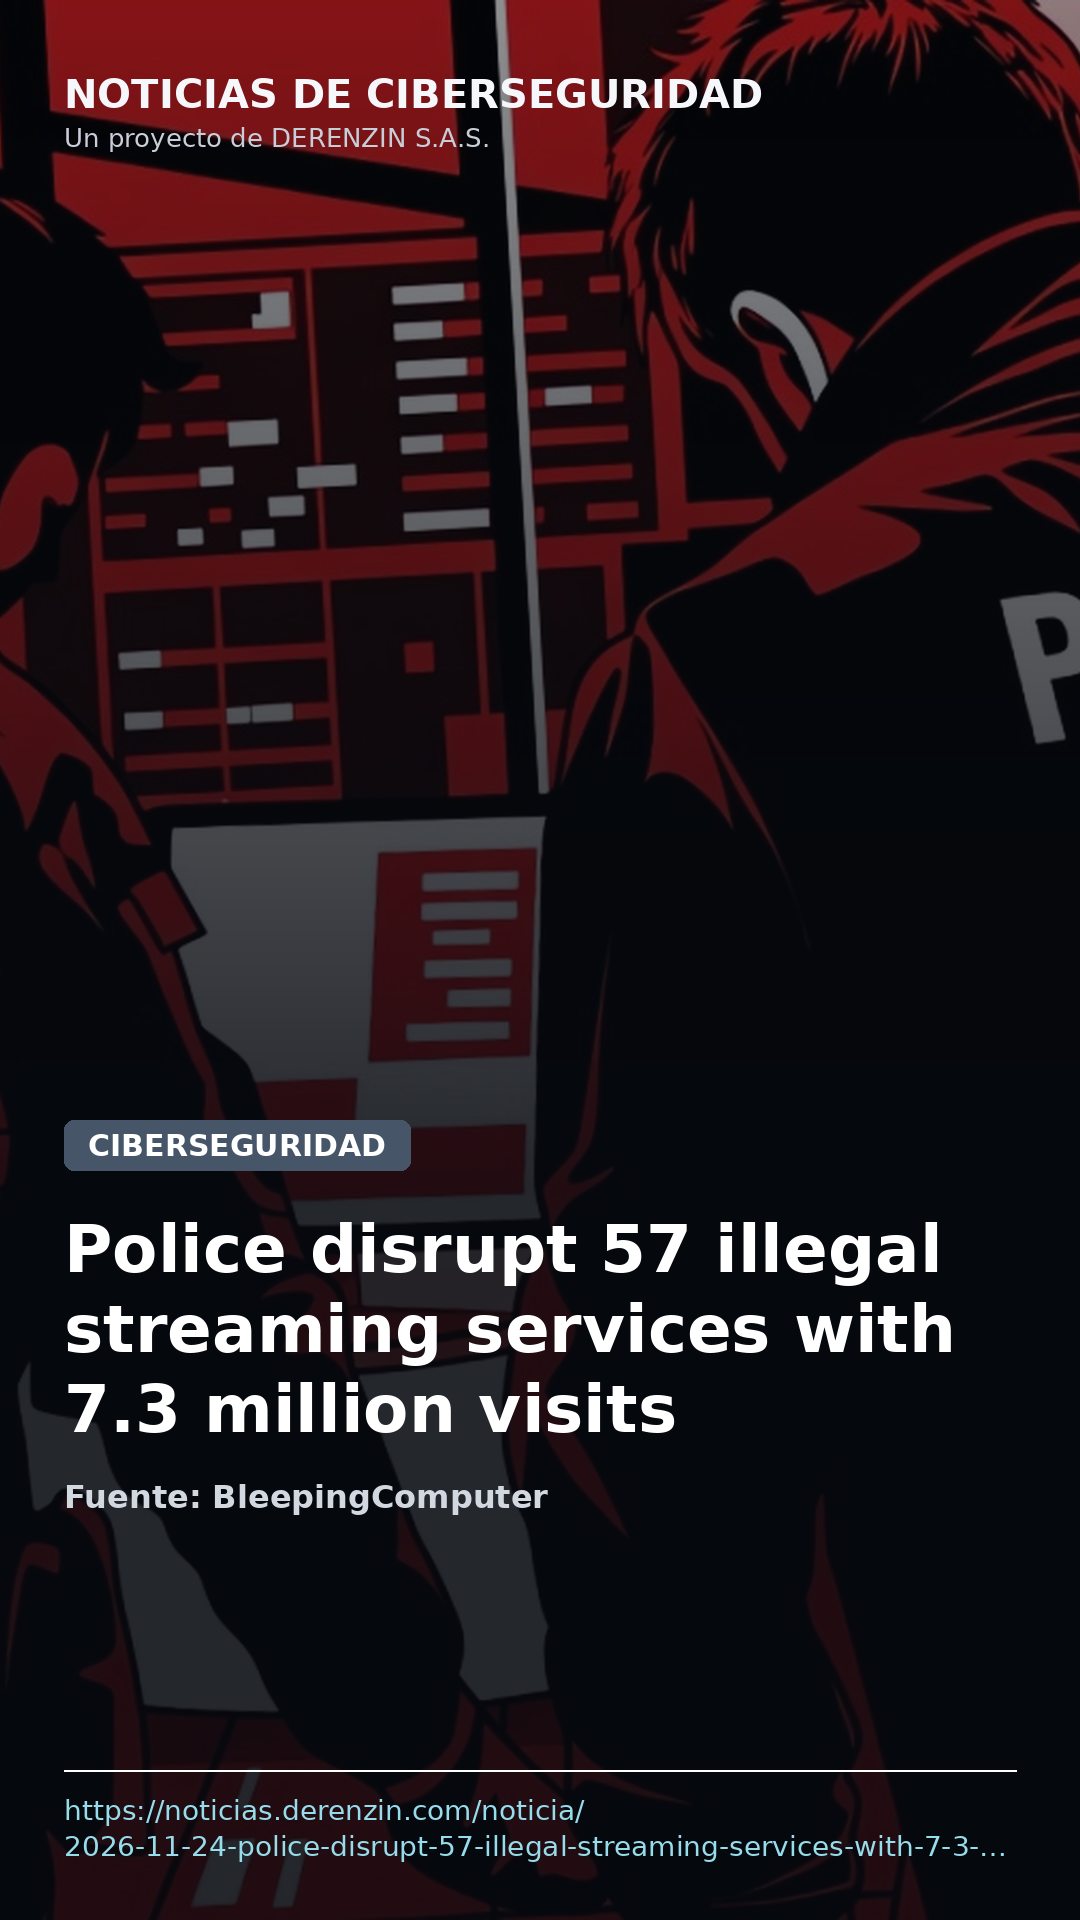 NOTICIAS DE CIBERSEGURIDAD
Un proyecto de DERENZIN S.A.S.
P
CIBERSEGURIDAD
Police disrupt 57 illegal
streaming services with
7.3 million visits
Fuente: BleepingComputer
https://noticias.derenzin.com/noticia/
2026-11-24-police-disrupt-57-illegal-streaming-services-with-7-3-...